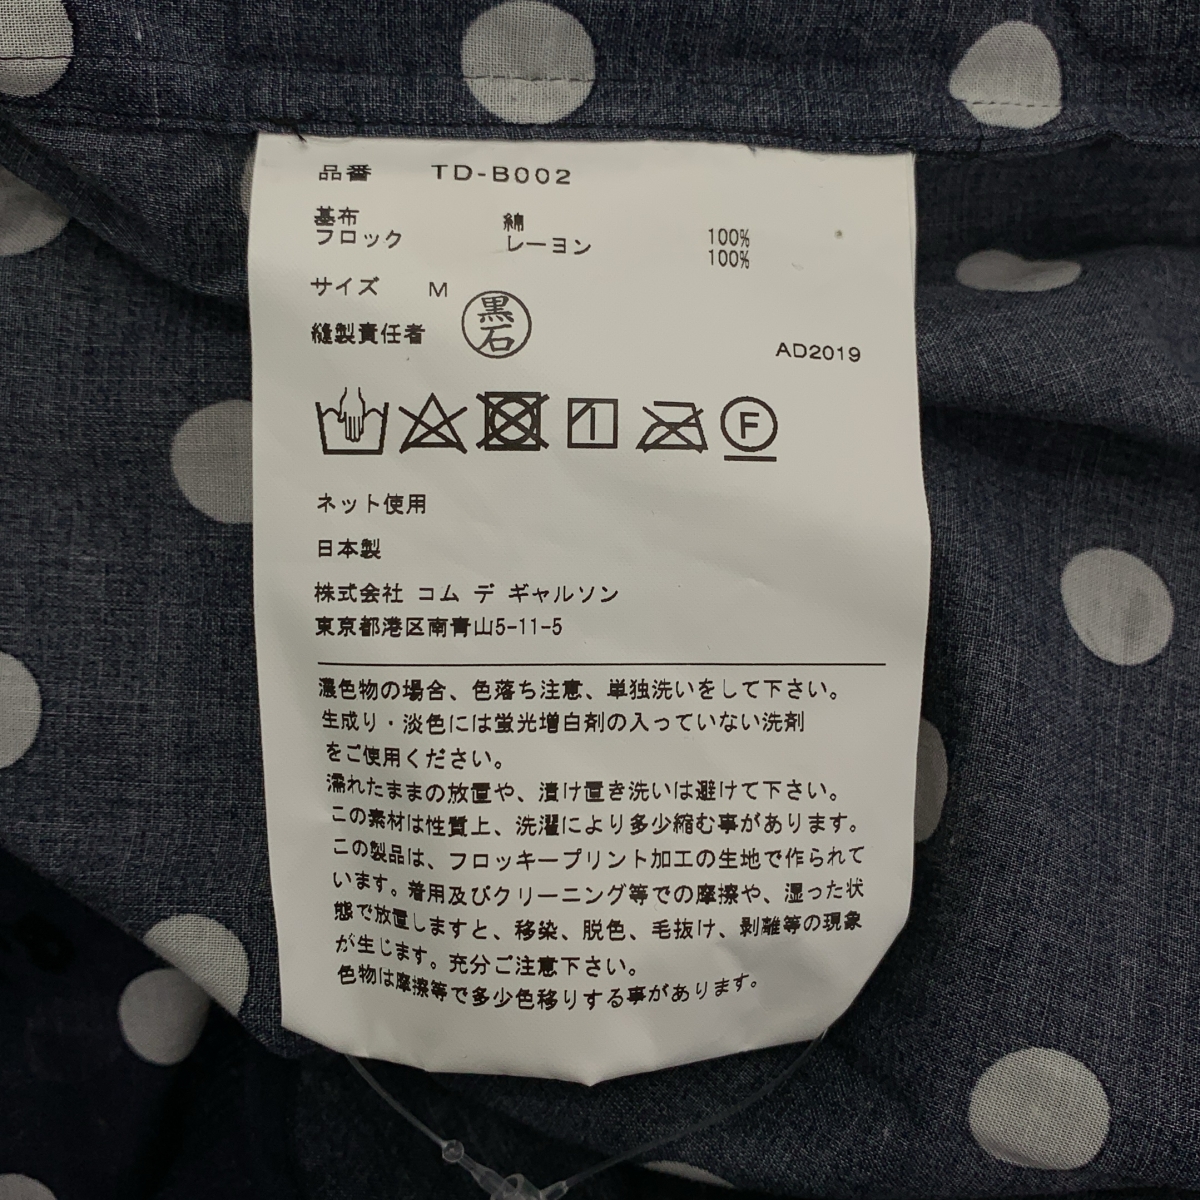 品番 TD-B002
基布 綿 100%
フロック レーヨン 100%
サイズ M
縫製責任者 黒石
AD2019
F
ネット使用
日本製
株式会社 コム デ ギャルソン
東京都港区南青山5-11-5
濃色物の場合、色落ち注意、単独洗いをして下さい。
生成り・淡色には蛍光増白剤の入っていない洗剤
をご使用ください。
濡れたままの放置や、漬け置き洗いは避けて下さい。
この素材は性質上、洗濯により多少縮む事があります。
この製品は、フロッキープリント加工の生地で作られて
います。着用及びクリーニング等での摩擦や、湿った状
態で放置しますと、移染、脱色、毛抜け、剥離等の現象
が生じます。充分ご注意下さい。
色物は摩擦等で多少色移りする事があります。